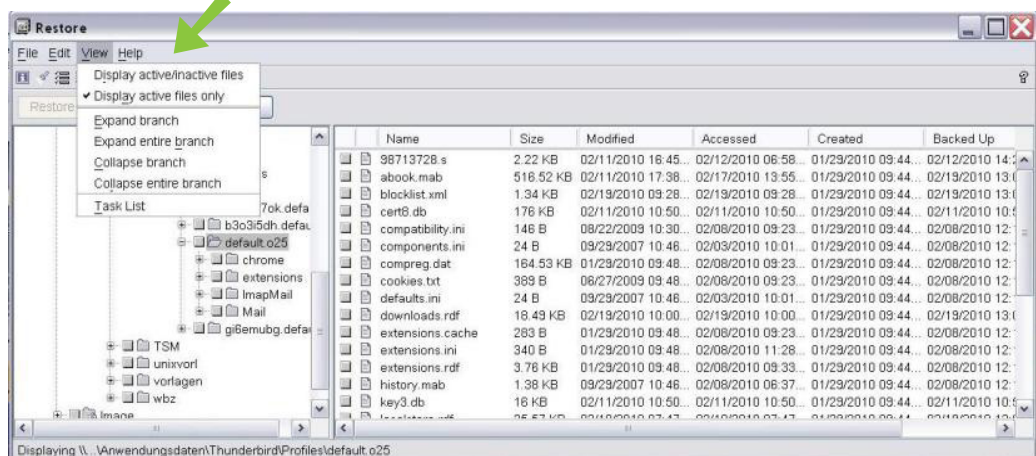 Restore
File Edit View Help
Display active/inactive files
Restore
Display active files only
Expand branch
Expand entire branch
Collapse branch
Collapse entire branch
Task List
7ok.defa
b3o3i5dh.defau
default.o25
chrome
extensions
ImapMail
Mail
gi6emubg.defau
TSM
unixvorl
vorlagen
wbz
Image
Name Size Modified Accessed Created Backed Up
98713728.s 2.22 KB 02/11/2010 16:45... 02/12/2010 06:58... 01/29/2010 09:44... 02/12/2010 14:2
abook.mab 516.52 KB 02/11/2010 17:38... 02/17/2010 13:55... 01/29/2010 09:44... 02/19/2010 13:0
blocklist.xml 1.34 KB 02/19/2010 09:28... 02/19/2010 09:28... 01/29/2010 09:44... 02/19/2010 13:0
cert8.db 176 KB 02/11/2010 10:50... 02/11/2010 10:50... 01/29/2010 09:44... 02/11/2010 10:5
compatibility.ini 146 B 08/22/2009 10:30... 02/08/2010 09:23... 01/29/2010 09:44... 02/08/2010 12:
components.ini 24 B 09/29/2007 10:46... 02/03/2010 10:01... 01/29/2010 09:44... 02/08/2010 12:
compreg.dat 164.53 KB 01/29/2010 09:48... 02/08/2010 09:23... 01/29/2010 09:44... 02/08/2010 12:
cookies.txt 389 B 06/27/2009 09:48... 02/08/2010 09:23... 01/29/2010 09:44... 02/08/2010 12:
defaults.ini 24 B 09/29/2007 10:46... 02/03/2010 10:01... 01/29/2010 09:44... 02/08/2010 12:
downloads.rdf 18.49 KB 02/19/2010 10:00... 02/19/2010 10:00... 01/29/2010 09:44... 02/19/2010 13:0
extensions.cache 283 B 01/29/2010 09:48... 02/08/2010 09:23... 01/29/2010 09:44... 02/08/2010 12:
extensions.ini 340 B 01/29/2010 09:48... 02/08/2010 11:28... 01/29/2010 09:44... 02/08/2010 12:
extensions.rdf 3.76 KB 01/29/2010 09:48... 02/08/2010 09:33... 01/29/2010 09:44... 02/08/2010 12:
history.mab 1.38 KB 09/29/2007 10:46... 02/08/2010 06:37... 01/29/2010 09:44... 02/08/2010 12:
key3.db 16 KB 02/11/2010 10:50... 02/11/2010 10:50... 01/29/2010 09:44... 02/11/2010 10:5
Displaying \\...\Anwendungsdaten\Thunderbird\Profiles\default.o25